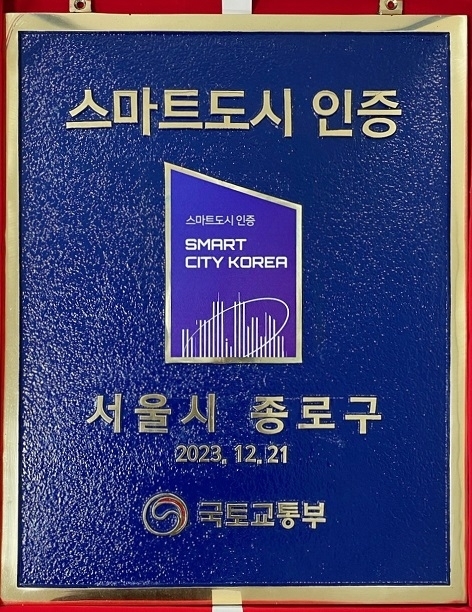 스마트도시 인증
스마트도시 인증
SMART
CITY KOREA
서울시 종로구
2023. 12. 21
국토교통부